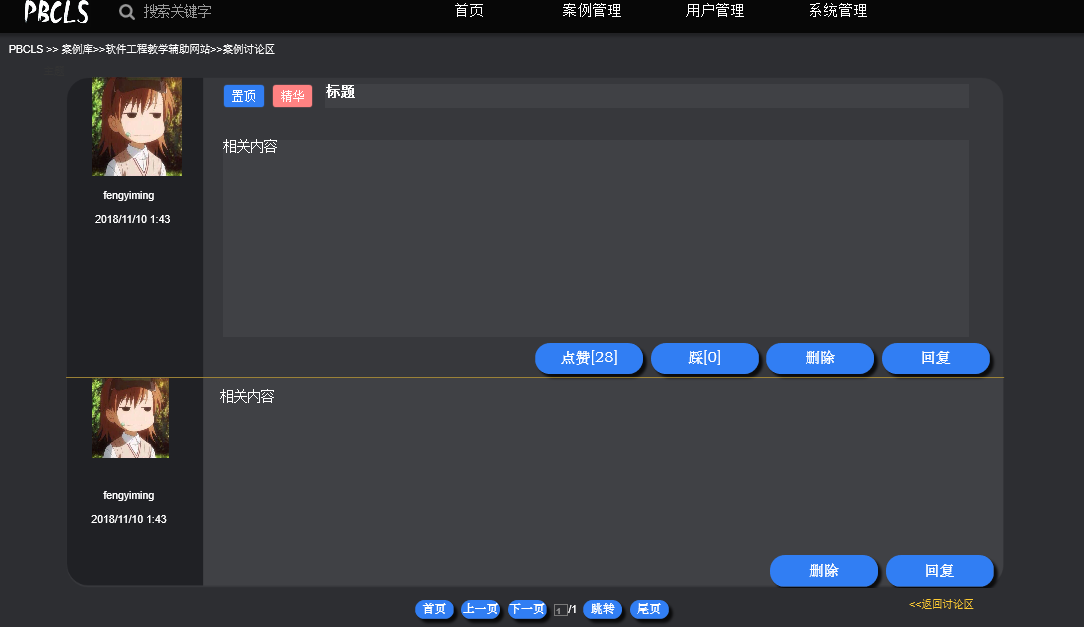 PBCLS 搜索关键字 首页 案例管理 用户管理 系统管理
PBCLS >> 案例库>>软件工程教学辅助网站>>案例讨论区
置顶 精华 标题
相关内容
fengyiming
2018/11/10 1:43
点赞[28] 踩[0] 删除 回复
相关内容
fengyiming
2018/11/10 1:43
删除 回复
首页 上一页 下一页 1/1 跳转 尾页 <<返回讨论区